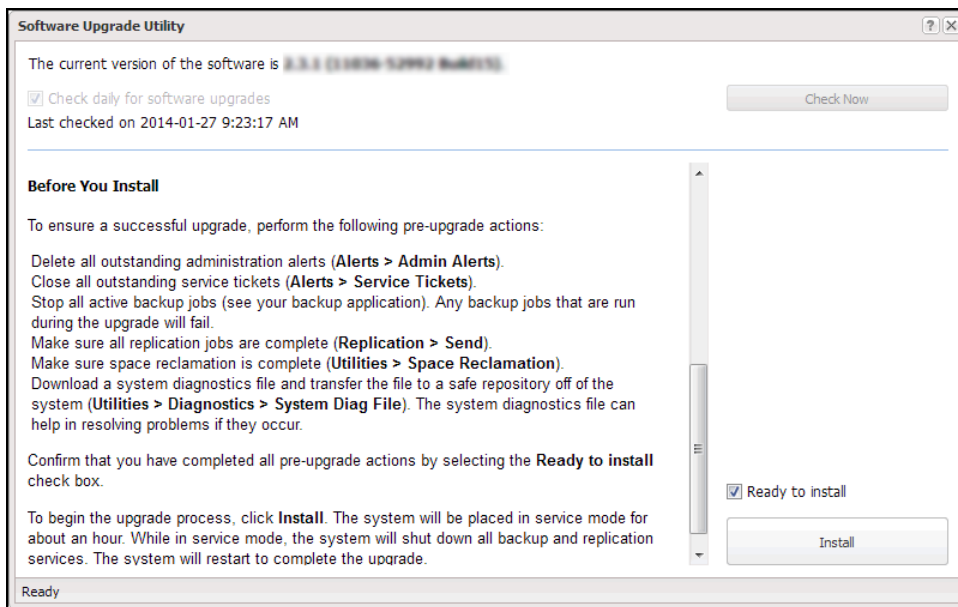 Software Upgrade Utility
The current version of the software is
Check daily for software upgrades
Check Now
Last checked on 2014-01-27 9:23:17 AM
Before You Install
To ensure a successful upgrade, perform the following pre-upgrade actions:
Delete all outstanding administration alerts (Alerts > Admin Alerts).
Close all outstanding service tickets (Alerts > Service Tickets).
Stop all active backup jobs (see your backup application). Any backup jobs that are run
during the upgrade will fail.
Make sure all replication jobs are complete (Replication > Send).
Make sure space reclamation is complete (Utilities > Space Reclamation).
Download a system diagnostics file and transfer the file to a safe repository off of the
system (Utilities > Diagnostics > System Diag File). The system diagnostics file can
help in resolving problems if they occur.
Confirm that you have completed all pre-upgrade actions by selecting the Ready to install
check box.
Ready to install
To begin the upgrade process, click Install. The system will be placed in service mode for
about an hour. While in service mode, the system will shut down all backup and replication
services. The system will restart to complete the upgrade.
Install
Ready